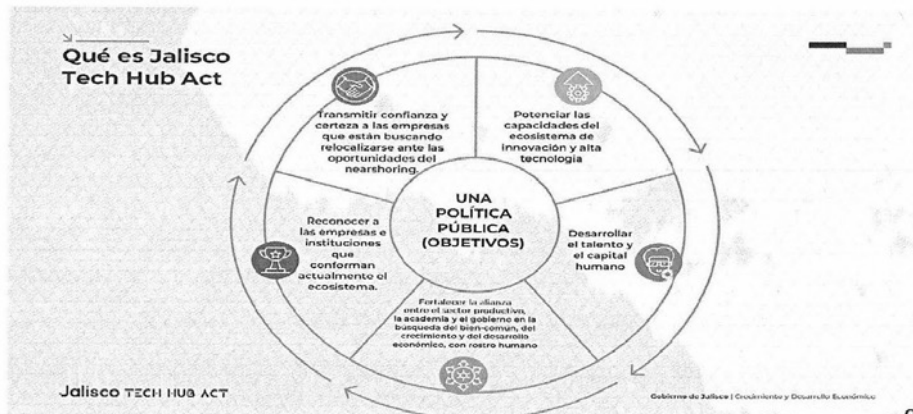 Qué es Jalisco
Tech Hub Act
Transmitir confianza y
certeza a las empresas
que están buscando
relocalizarse ante las
oportunidades del
nearshoring.
Potenciar las
capacidades del
ecosistema de
innovación y alta
tecnología
UNA
POLÍTICA
PÚBLICA
(OBJETIVOS)
Reconocer a
las empresas e
instituciones
que
conforman
actualmente el
ecosistema.
Desarrollar
el talento y
el capital
humano
Fortalecer la alianza
entre el sector productivo,
la academia y el gobierno en la
búsqueda del bien común, del
crecimiento y del desarrollo
económico, con rostro humano
Jalisco TECH HUB ACT
Gobierno de Jalisco | Crecimiento y Desarrollo Económico